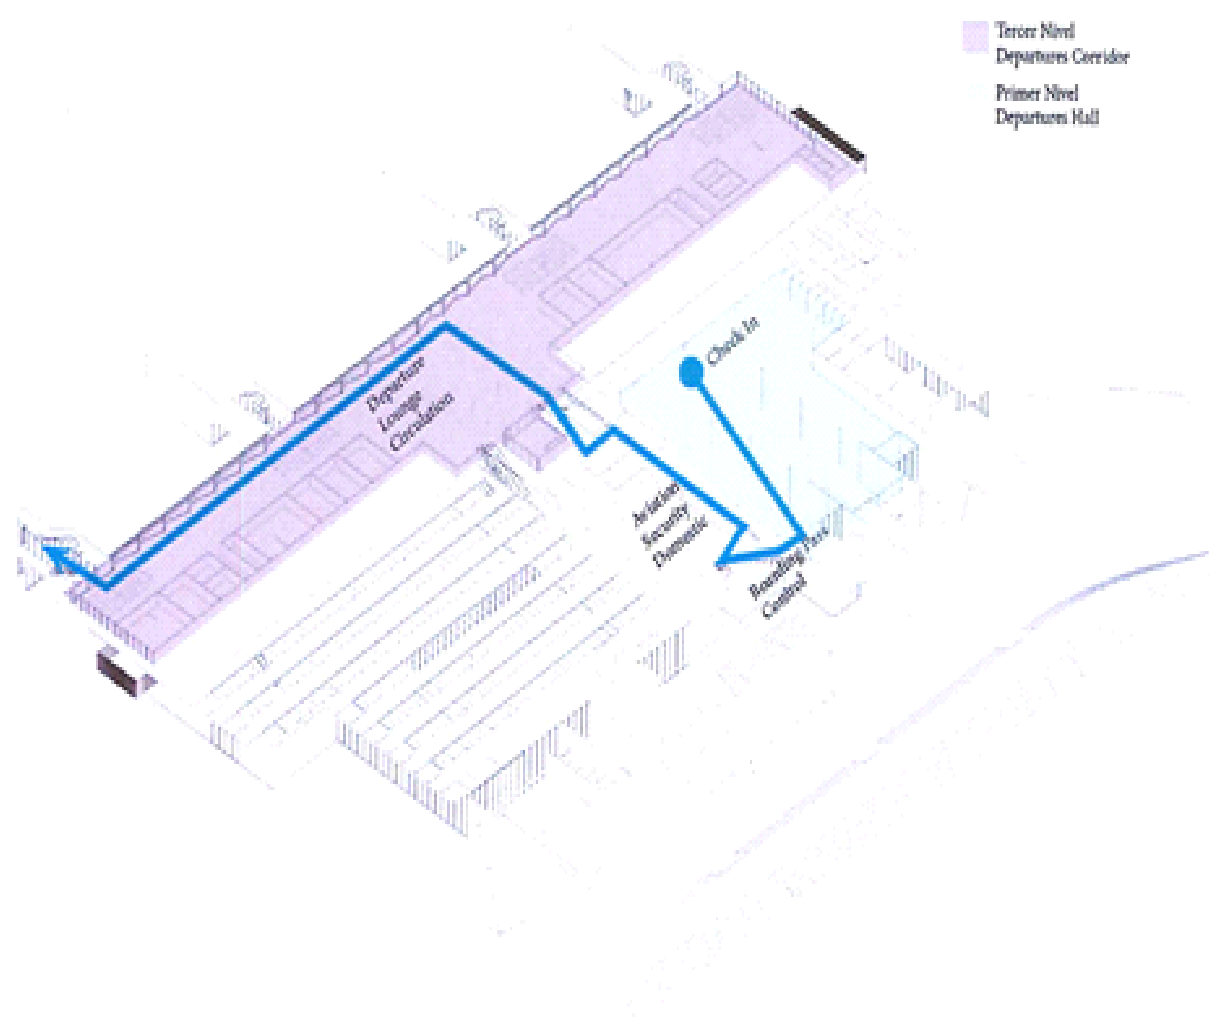 Tercer Nivel
Departures Corridor
Primer Nivel
Departures Hall
Check In
Departure
Lounge
Circulation
Aviation
Security
Domestic
Boarding Pass
Control